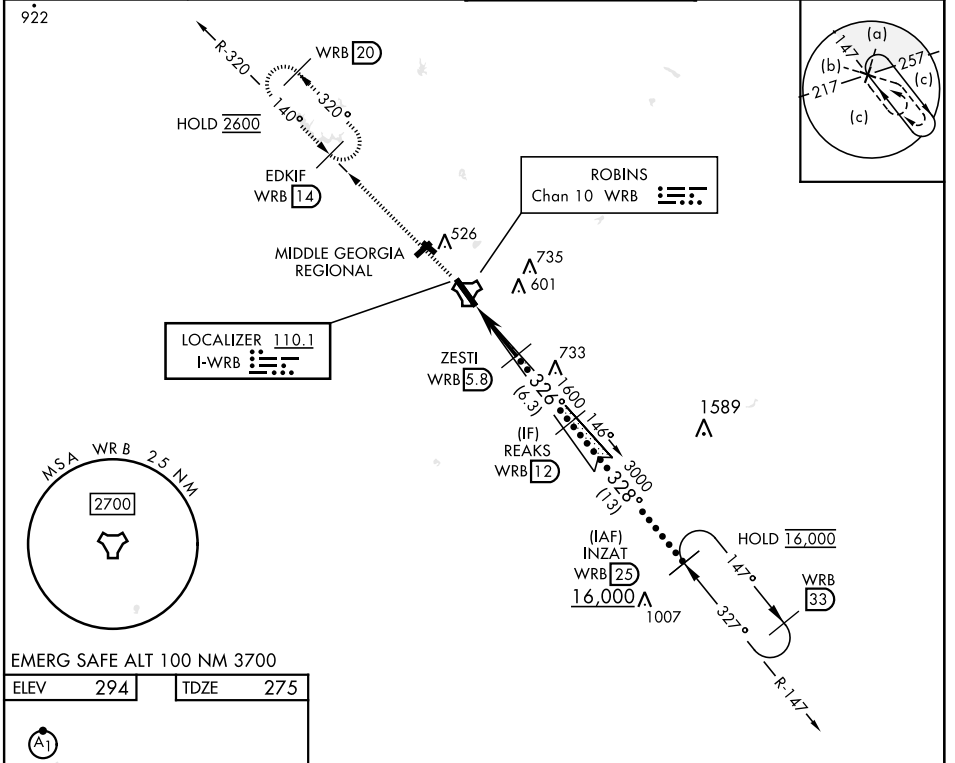 922
R-320
WRB 20
320°
140°
HOLD 2600
EDKIF
WRB 14
(a)
147
257
(b)
(c)
217
(c)
ROBINS
Chan 10 WRB
526
MIDDLE GEORGIA
REGIONAL
735
601
LOCALIZER 110.1
I-WRB
ZESTI
WRB 5.8
733
326°
(6.3)
1600
146°
1589
(IF)
REAKS
WRB 12
3000
328°
(13)
MSA WRB 25 NM
2700
(IAF)
INZAT
WRB 25
16,000
1007
HOLD 16,000
147°
WRB
33
327°
R-147
EMERG SAFE ALT 100 NM 3700
ELEV 294
TDZE 275
A1